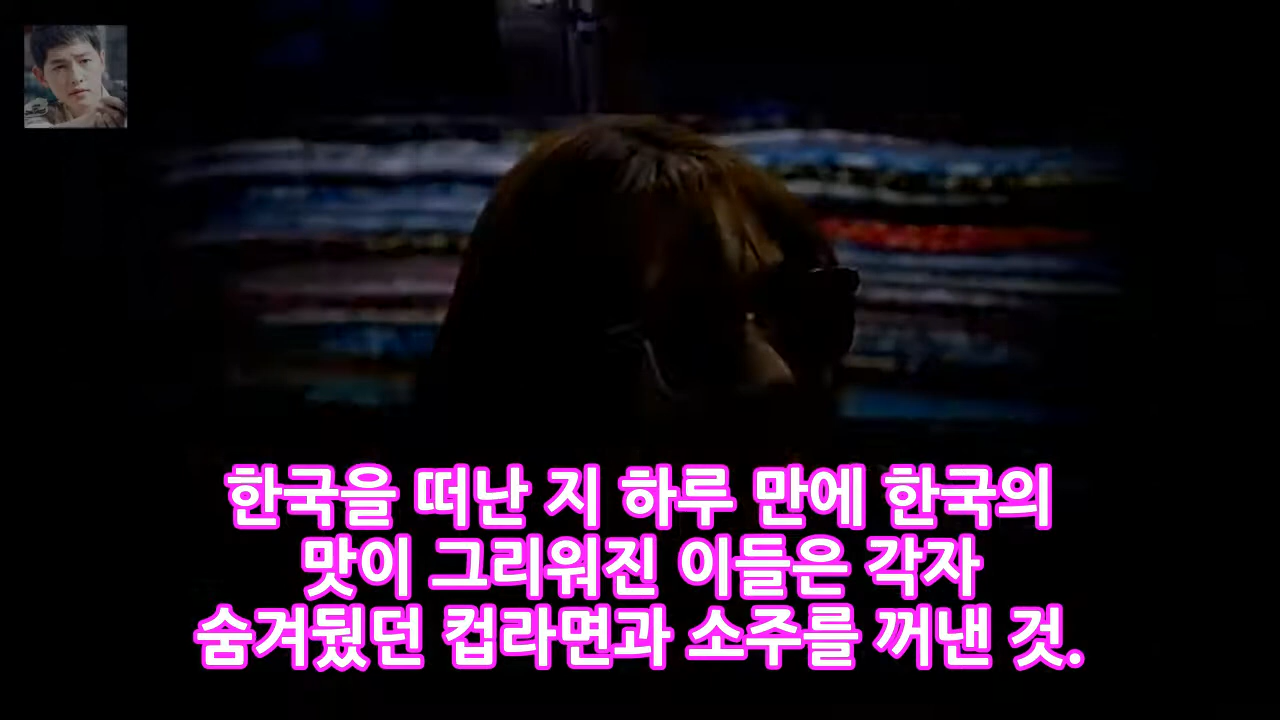 한국을 떠난 지 하루 만에 한국의
맛이 그리워진 이들은 각자
숨겨뒀던 컵라면과 소주를 꺼낸 것.